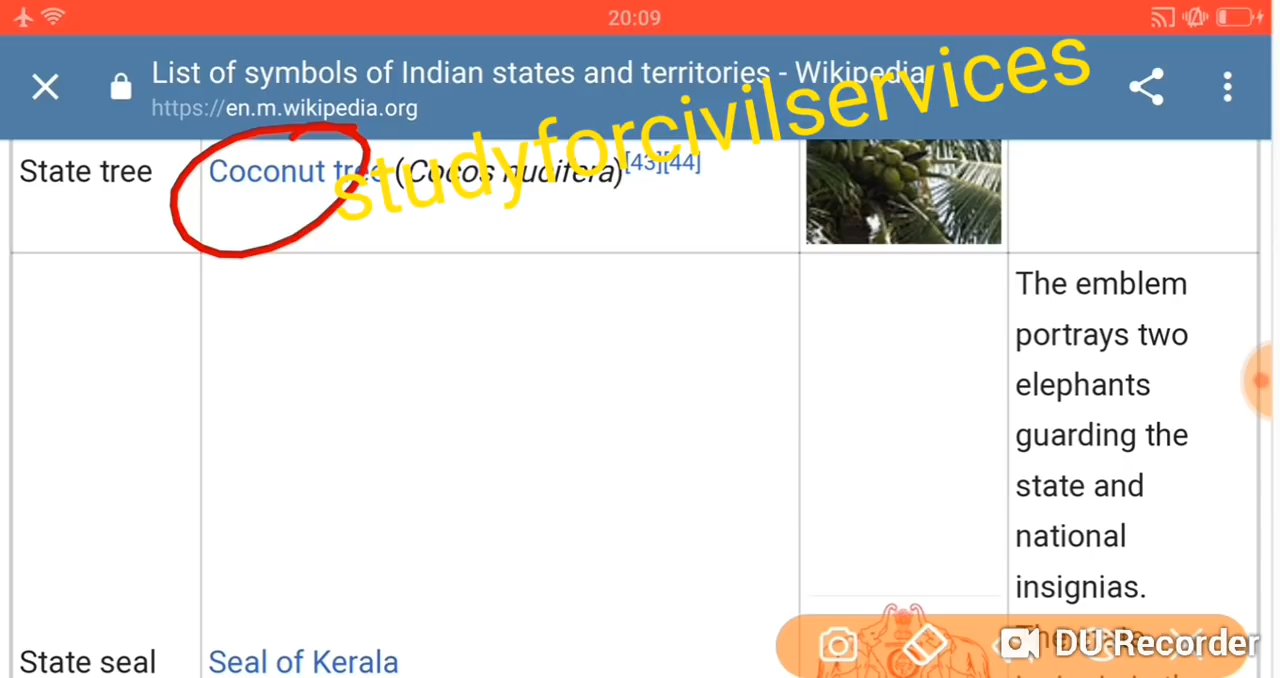 20:09
List of symbols of Indian states and territories - Wikipedia
https://en.m.wikipedia.org
studyforcivilservices
State tree
Coconut tree (Cocos nucifera)[43][44]
The emblem
portrays two
elephants
guarding the
state and
national
insignias.
The state
DU Recorder
State seal
Seal of Kerala